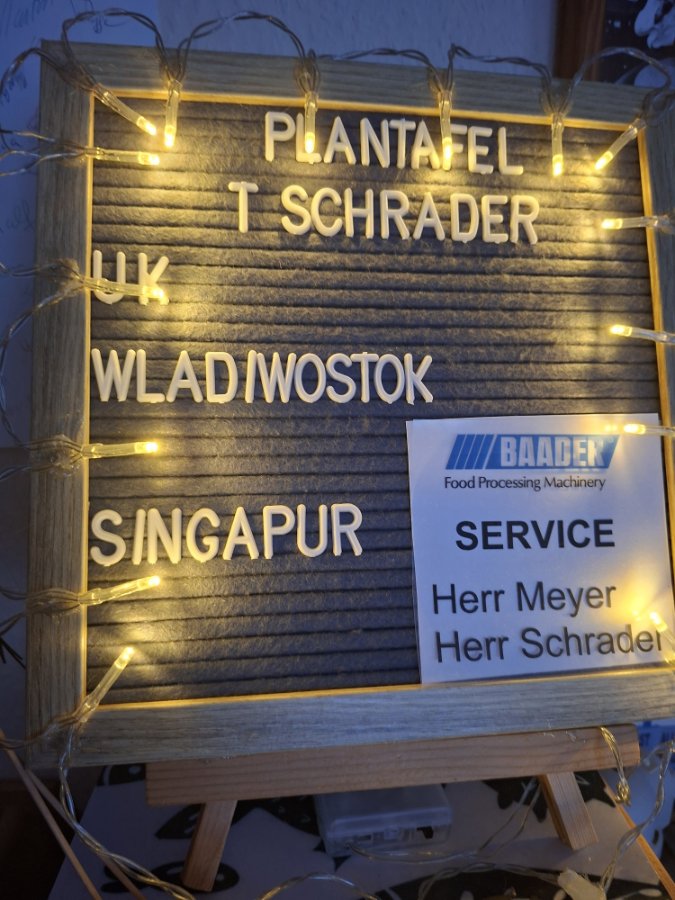 PLANTAFEL
T SCHRADER
UK
WLADIWOSTOK
SINGAPUR
BAADER
Food Processing Machinery
SERVICE
Herr Meyer
Herr Schrader